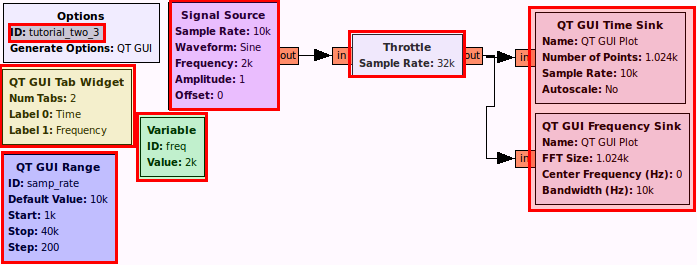 Options
ID: tutorial_two_3
Generate Options: QT GUI
QT GUI Tab Widget
Num Tabs: 2
Label 0: Time
Label 1: Frequency
QT GUI Range
ID: samp_rate
Default Value: 10k
Start: 1k
Stop: 40k
Step: 200
Variable
ID: freq
Value: 2k
Signal Source
Sample Rate: 10k
Waveform: Sine
Frequency: 2k
Amplitude: 1
Offset: 0
out
in
Throttle
Sample Rate: 32k
out
in
QT GUI Time Sink
Name: QT GUI Plot
Number of Points: 1.024k
Sample Rate: 10k
Autoscale: No
in
QT GUI Frequency Sink
Name: QT GUI Plot
FFT Size: 1.024k
Center Frequency (Hz): 0
Bandwidth (Hz): 10k